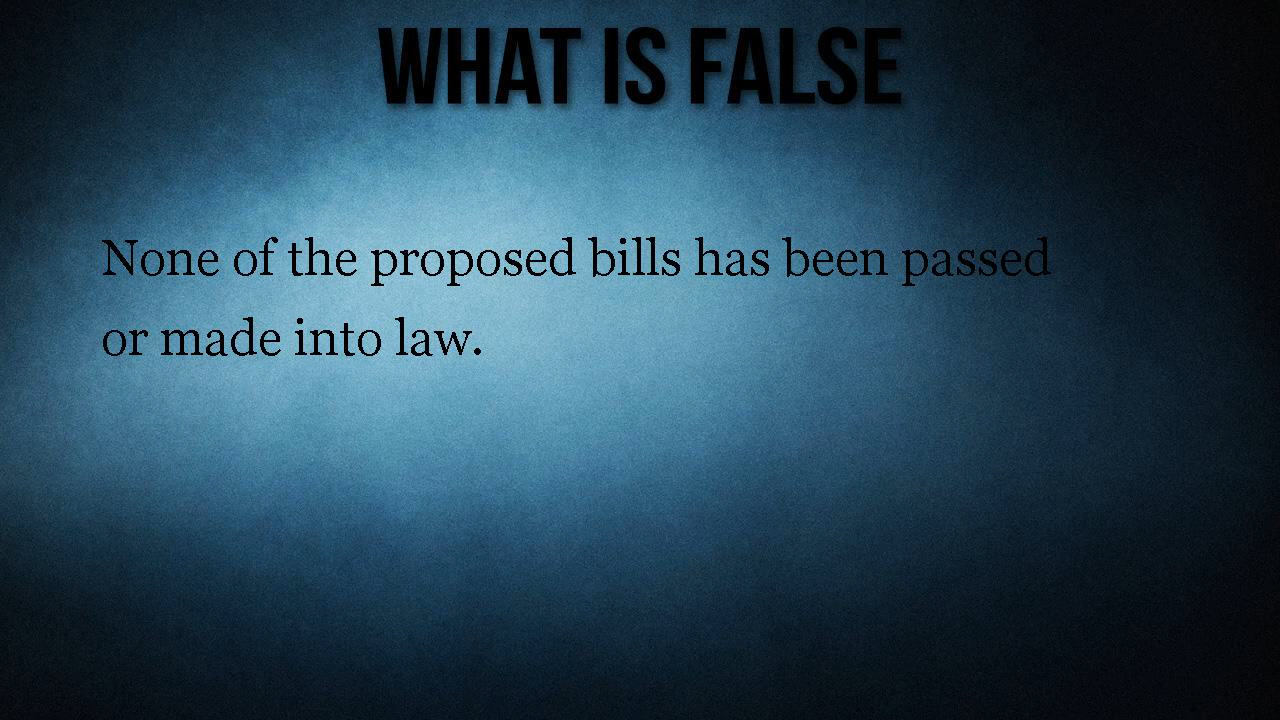 WHAT IS FALSE
None of the proposed bills has been passed
or made into law.